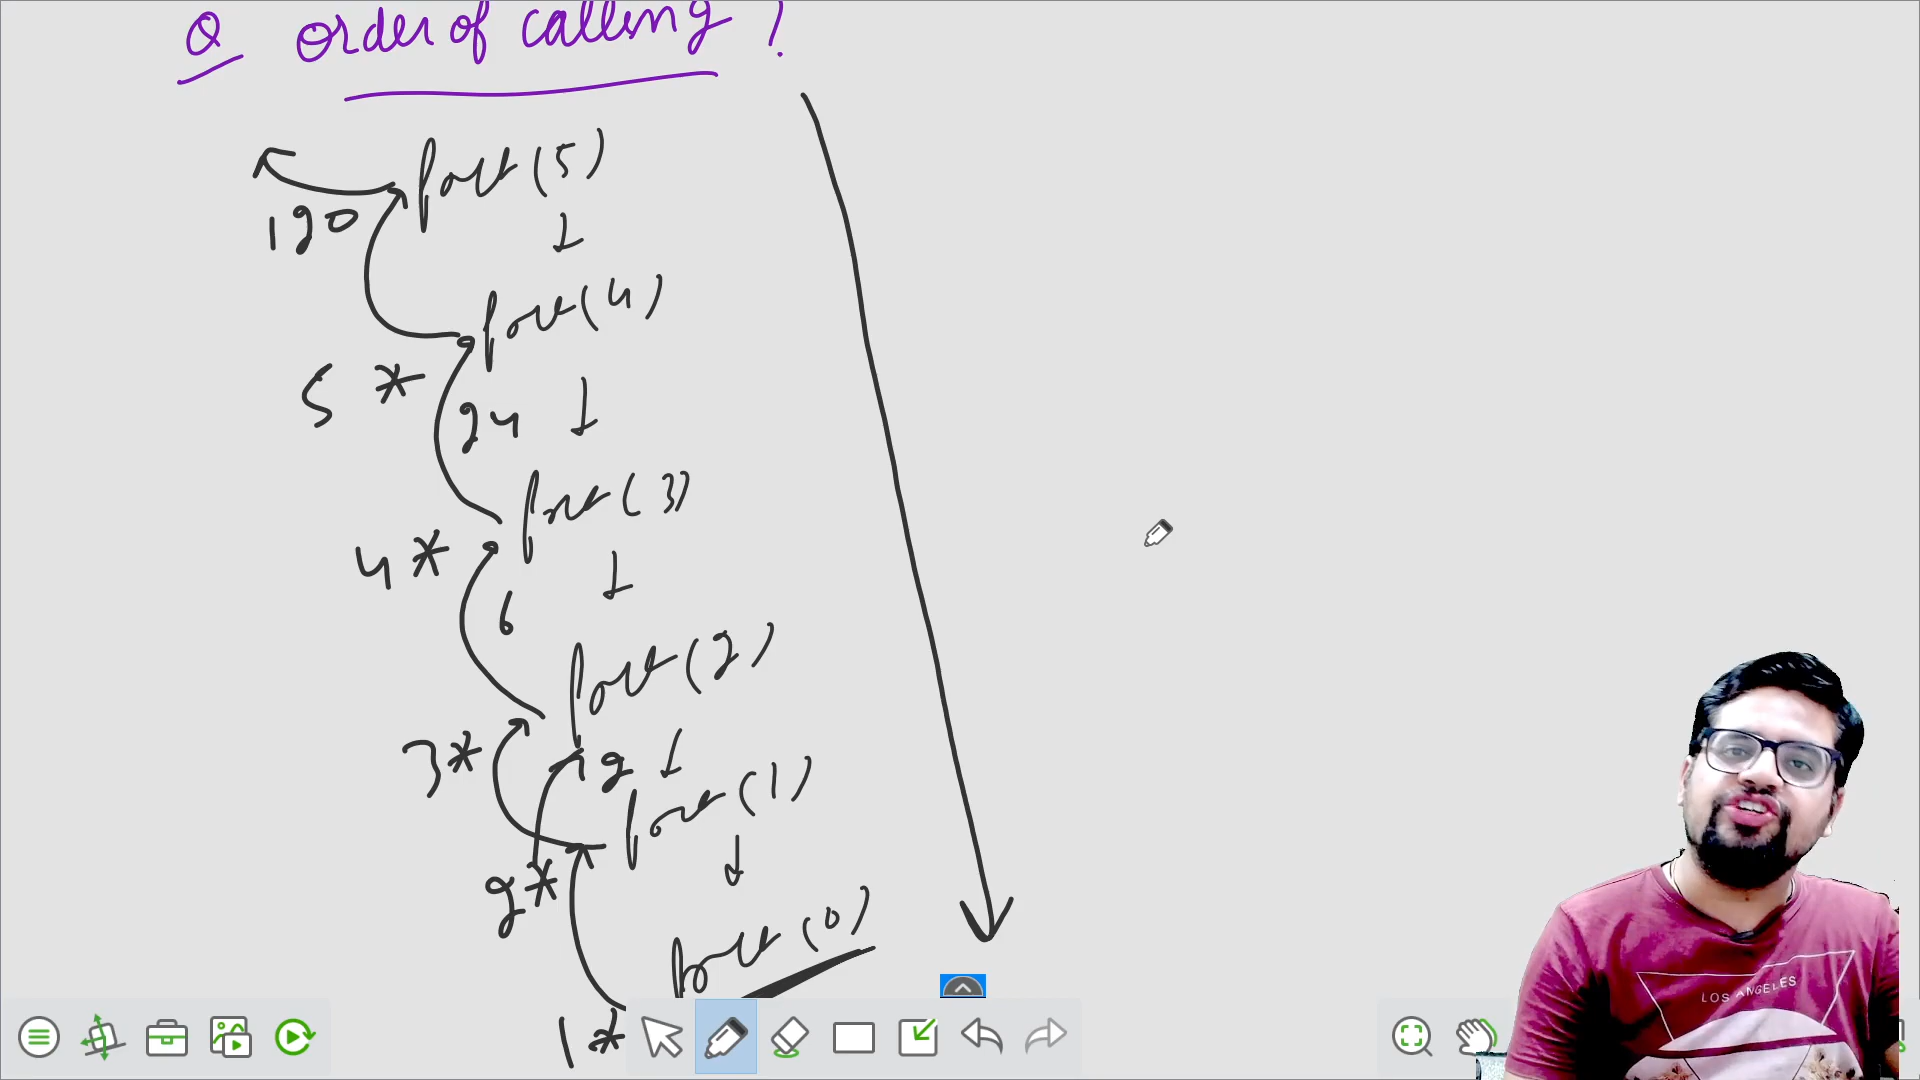 Q order of calling ?
fact(5)
120
fact(4)
5 *
24
fact(3)
4 *
6
fact(2)
3 *
2
fact(1)
2 *
fact(0)
1 *
LOS ANGELES